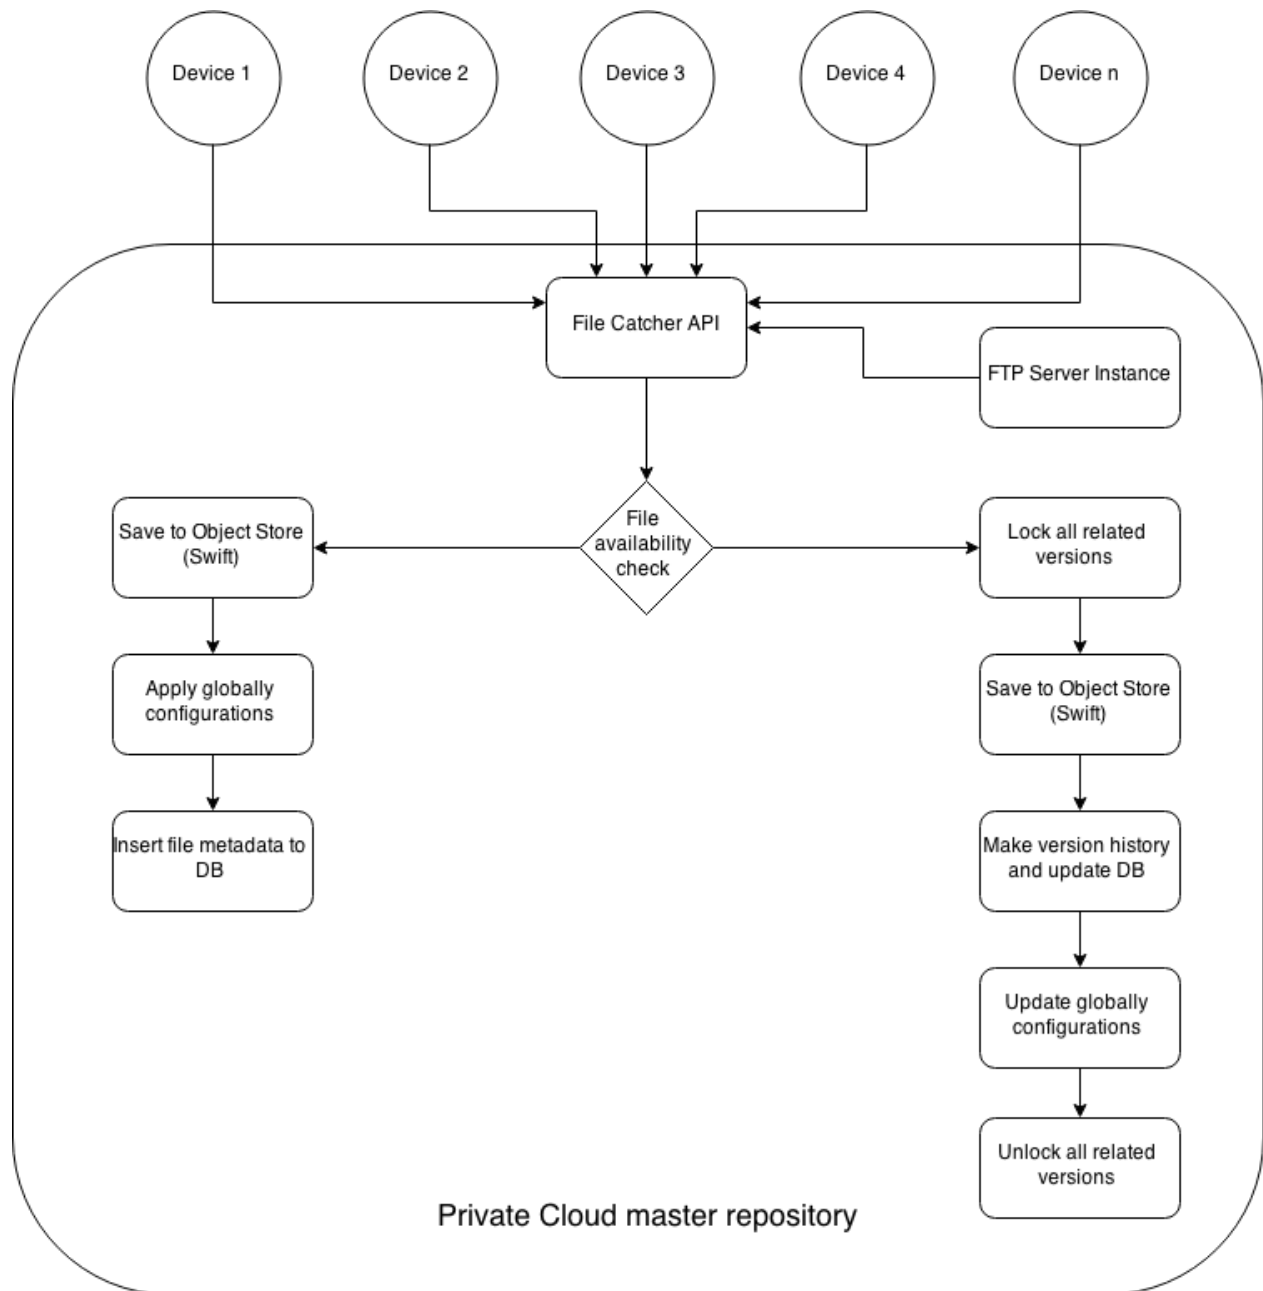 Device 1
Device 2
Device 3
Device 4
Device n
File Catcher API
FTP Server Instance
File
availability
check
Save to Object Store
(Swift)
Apply globally
configurations
Insert file metadata to
DB
Lock all related
versions
Save to Object Store
(Swift)
Make version history
and update DB
Update globally
configurations
Unlock all related
versions
Private Cloud master repository